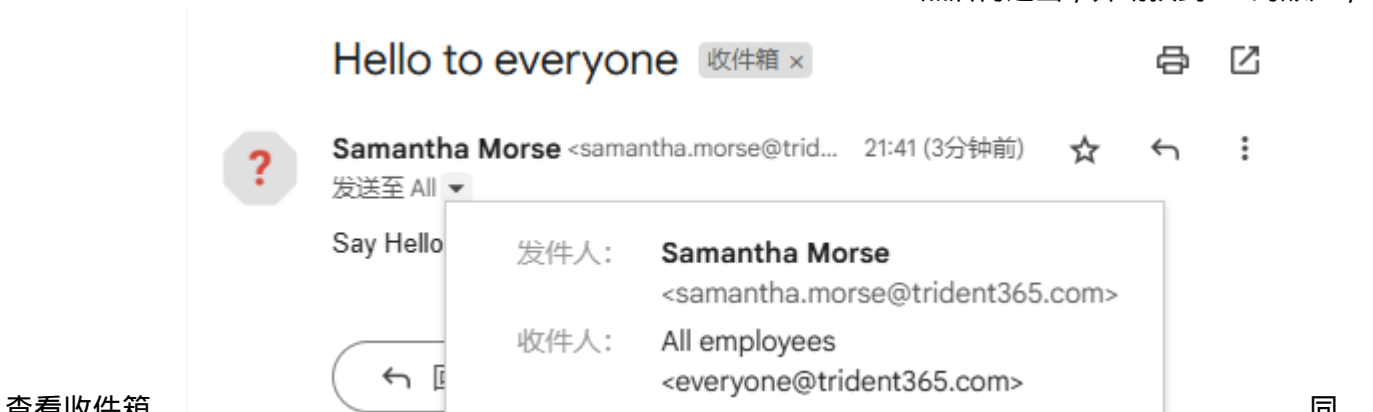 Hello to everyone 收件箱 ×
?
Samantha Morse <samantha.morse@trid... 21:41 (3分钟前)
发送至 All
Say Hello
发件人: Samantha Morse
<samantha.morse@trident365.com>
收件人: All employees
<everyone@trident365.com>
查看收件箱
同